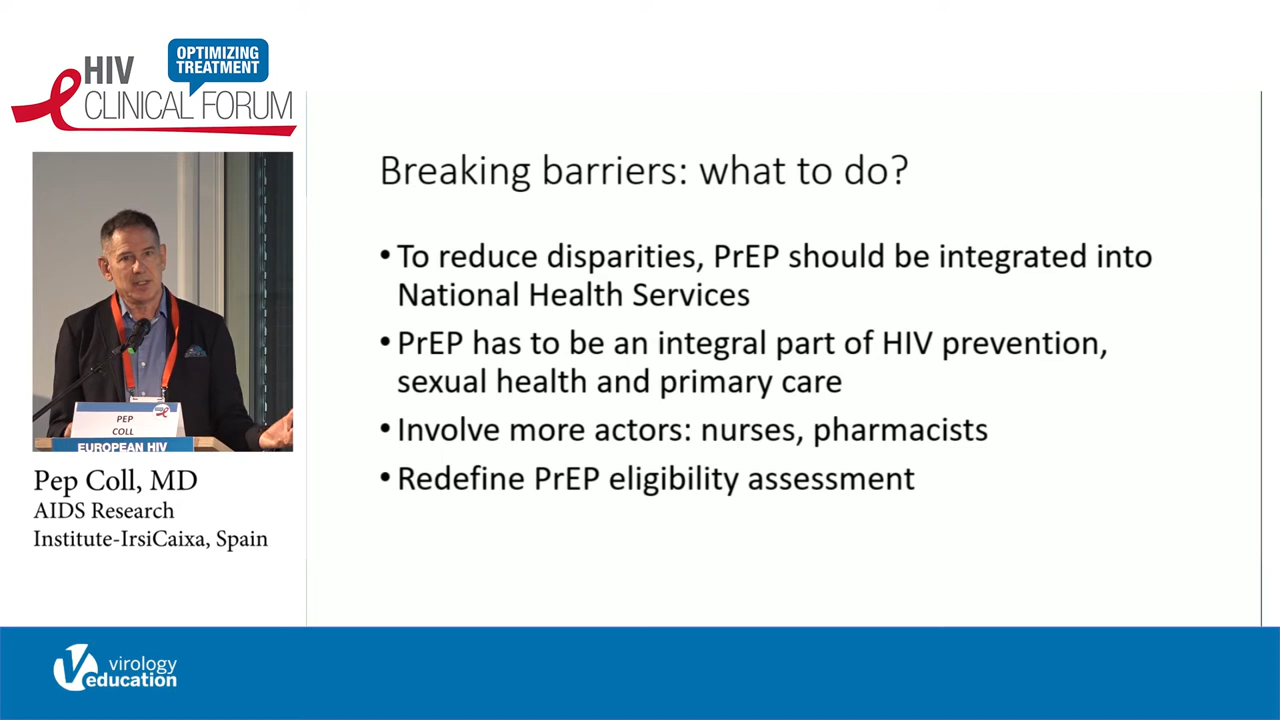 OPTIMIZING
TREATMENT
HIV
CLINICAL FORUM
Breaking barriers: what to do?
• To reduce disparities, PrEP should be integrated into
National Health Services
• PrEP has to be an integral part of HIV prevention,
sexual health and primary care
• Involve more actors: nurses, pharmacists
• Redefine PrEP eligibility assessment
PEP
COLL
EUROPEAN HIV
Pep Coll, MD
AIDS Research
Institute-IrsiCaixa, Spain
virology
education